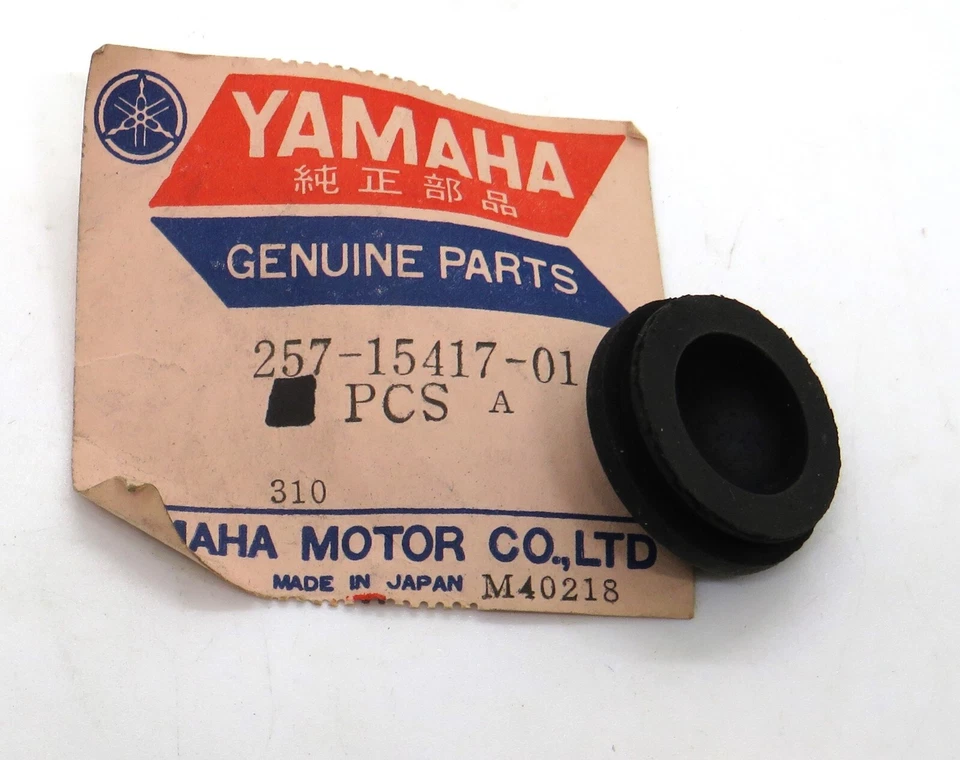 YAMAHA
純正部品
GENUINE PARTS
257-15417-01
PCS A
310
AMAHA MOTOR CO.,LTD
MADE IN JAPAN M40218